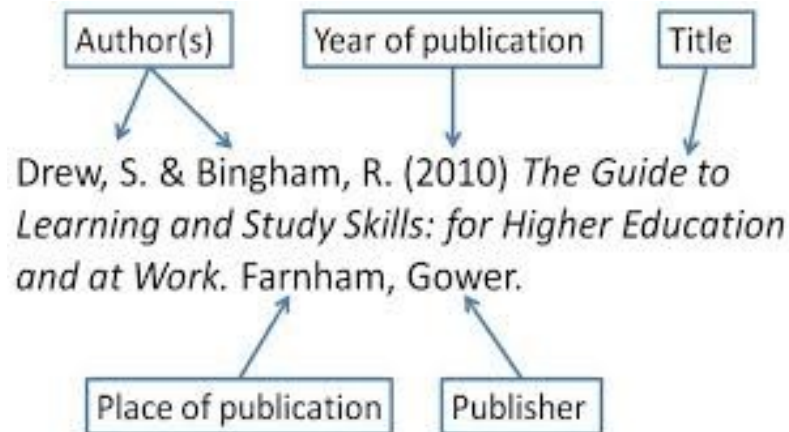 Author(s) Year of publication Title
Drew, S. & Bingham, R. (2010) The Guide to
Learning and Study Skills: for Higher Education
and at Work. Farnham, Gower.
Place of publication Publisher